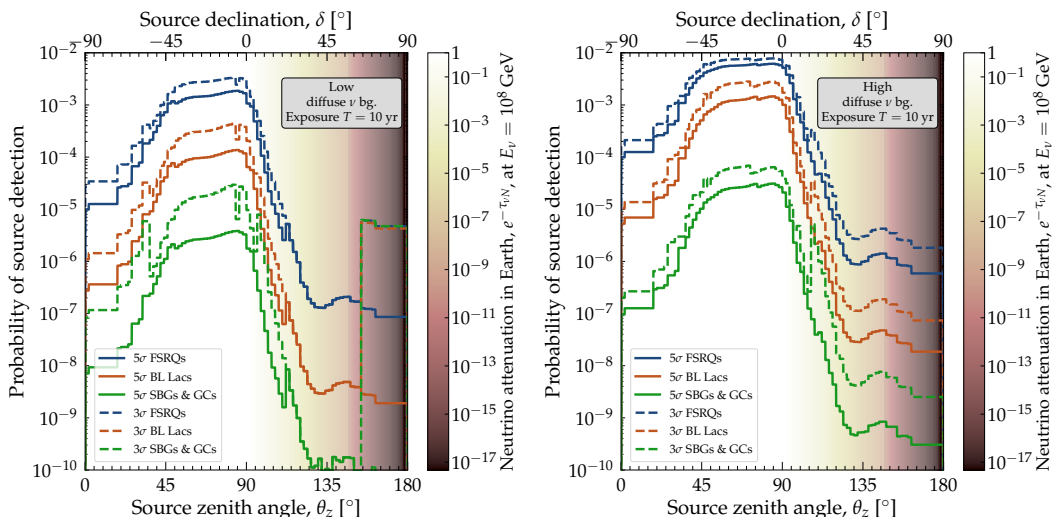 Source declination, δ [°]
−90 −45 0 45 90
10⁻² 10⁻³ 10⁻⁴ 10⁻⁵ 10⁻⁶ 10⁻⁷ 10⁻⁸ 10⁻⁹ 10⁻¹⁰
Probability of source detection
Low
diffuse ν bg.
Exposure T = 10 yr
5σ FSRQs
5σ BL Lacs
5σ SBGs & GCs
3σ FSRQs
3σ BL Lacs
3σ SBGs & GCs
0 45 90 135 180
Source zenith angle, θz [°]
1 10⁻¹ 10⁻³ 10⁻⁵ 10⁻⁷ 10⁻⁹ 10⁻¹¹ 10⁻¹³ 10⁻¹⁵ 10⁻¹⁷
Neutrino attenuation in Earth, e^−τνN, at Eν = 10⁸ GeV
Source declination, δ [°]
−90 −45 0 45 90
10⁻² 10⁻³ 10⁻⁴ 10⁻⁵ 10⁻⁶ 10⁻⁷ 10⁻⁸ 10⁻⁹ 10⁻¹⁰
Probability of source detection
High
diffuse ν bg.
Exposure T = 10 yr
5σ FSRQs
5σ BL Lacs
5σ SBGs & GCs
3σ FSRQs
3σ BL Lacs
3σ SBGs & GCs
0 45 90 135 180
Source zenith angle, θz [°]
1 10⁻¹ 10⁻³ 10⁻⁵ 10⁻⁷ 10⁻⁹ 10⁻¹¹ 10⁻¹³ 10⁻¹⁵ 10⁻¹⁷
Neutrino attenuation in Earth, e^−τνN, at Eν = 10⁸ GeV